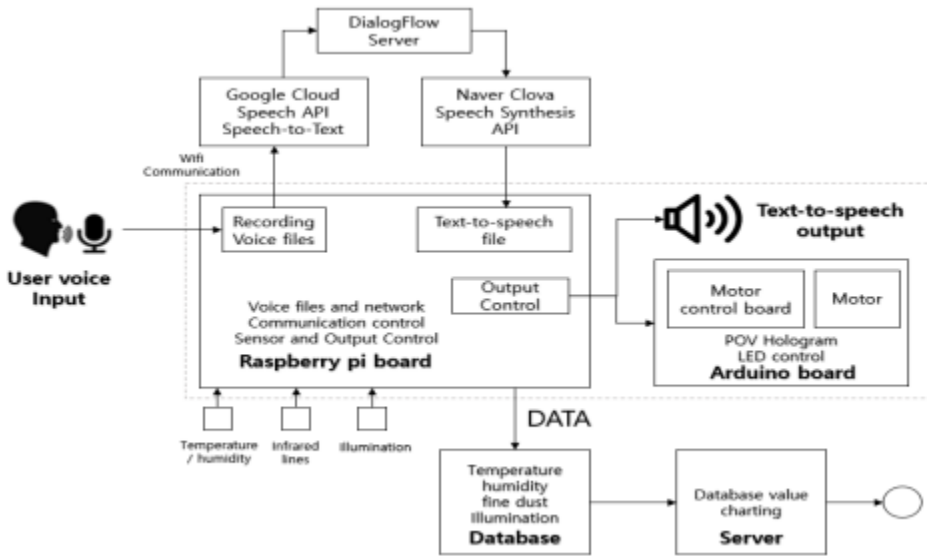 DialogFlow
Server
Google Cloud
Speech API
Speech-to-Text
Naver Clova
Speech Synthesis
API
Wifi
Communication
User voice
Input
Recording
Voice files
Text-to-speech
file
Output
Control
Voice files and network
Communication control
Sensor and Output Control
Raspberry pi board
Text-to-speech
output
Motor
control board
Motor
POV Hologram
LED control
Arduino board
Temperature
/ humidity
Infrared
lines
Illumination
DATA
Temperature
humidity
fine dust
Illumination
Database
Database value
charting
Server